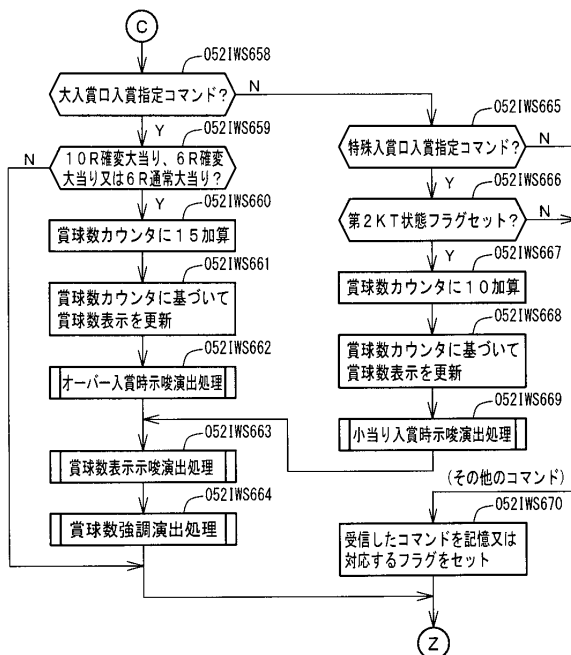 C
052IWS658
大入賞口入賞指定コマンド?
N
Y
052IWS659
N
10R確変大当り、6R確変
大当り又は6R通常大当り?
Y
052IWS660
賞球数カウンタに15加算
052IWS661
賞球数カウンタに基づいて
賞球数表示を更新
052IWS662
オーバー入賞時示唆演出処理
052IWS663
賞球数表示示唆演出処理
052IWS664
賞球数強調演出処理
052IWS665
特殊入賞口入賞指定コマンド?
N
Y
052IWS666
第2KT状態フラグセット?
N
Y
052IWS667
賞球数カウンタに10加算
052IWS668
賞球数カウンタに基づいて
賞球数表示を更新
052IWS669
小当り入賞時示唆演出処理
(その他のコマンド)
052IWS670
受信したコマンドを記憶又は
対応するフラグをセット
Z